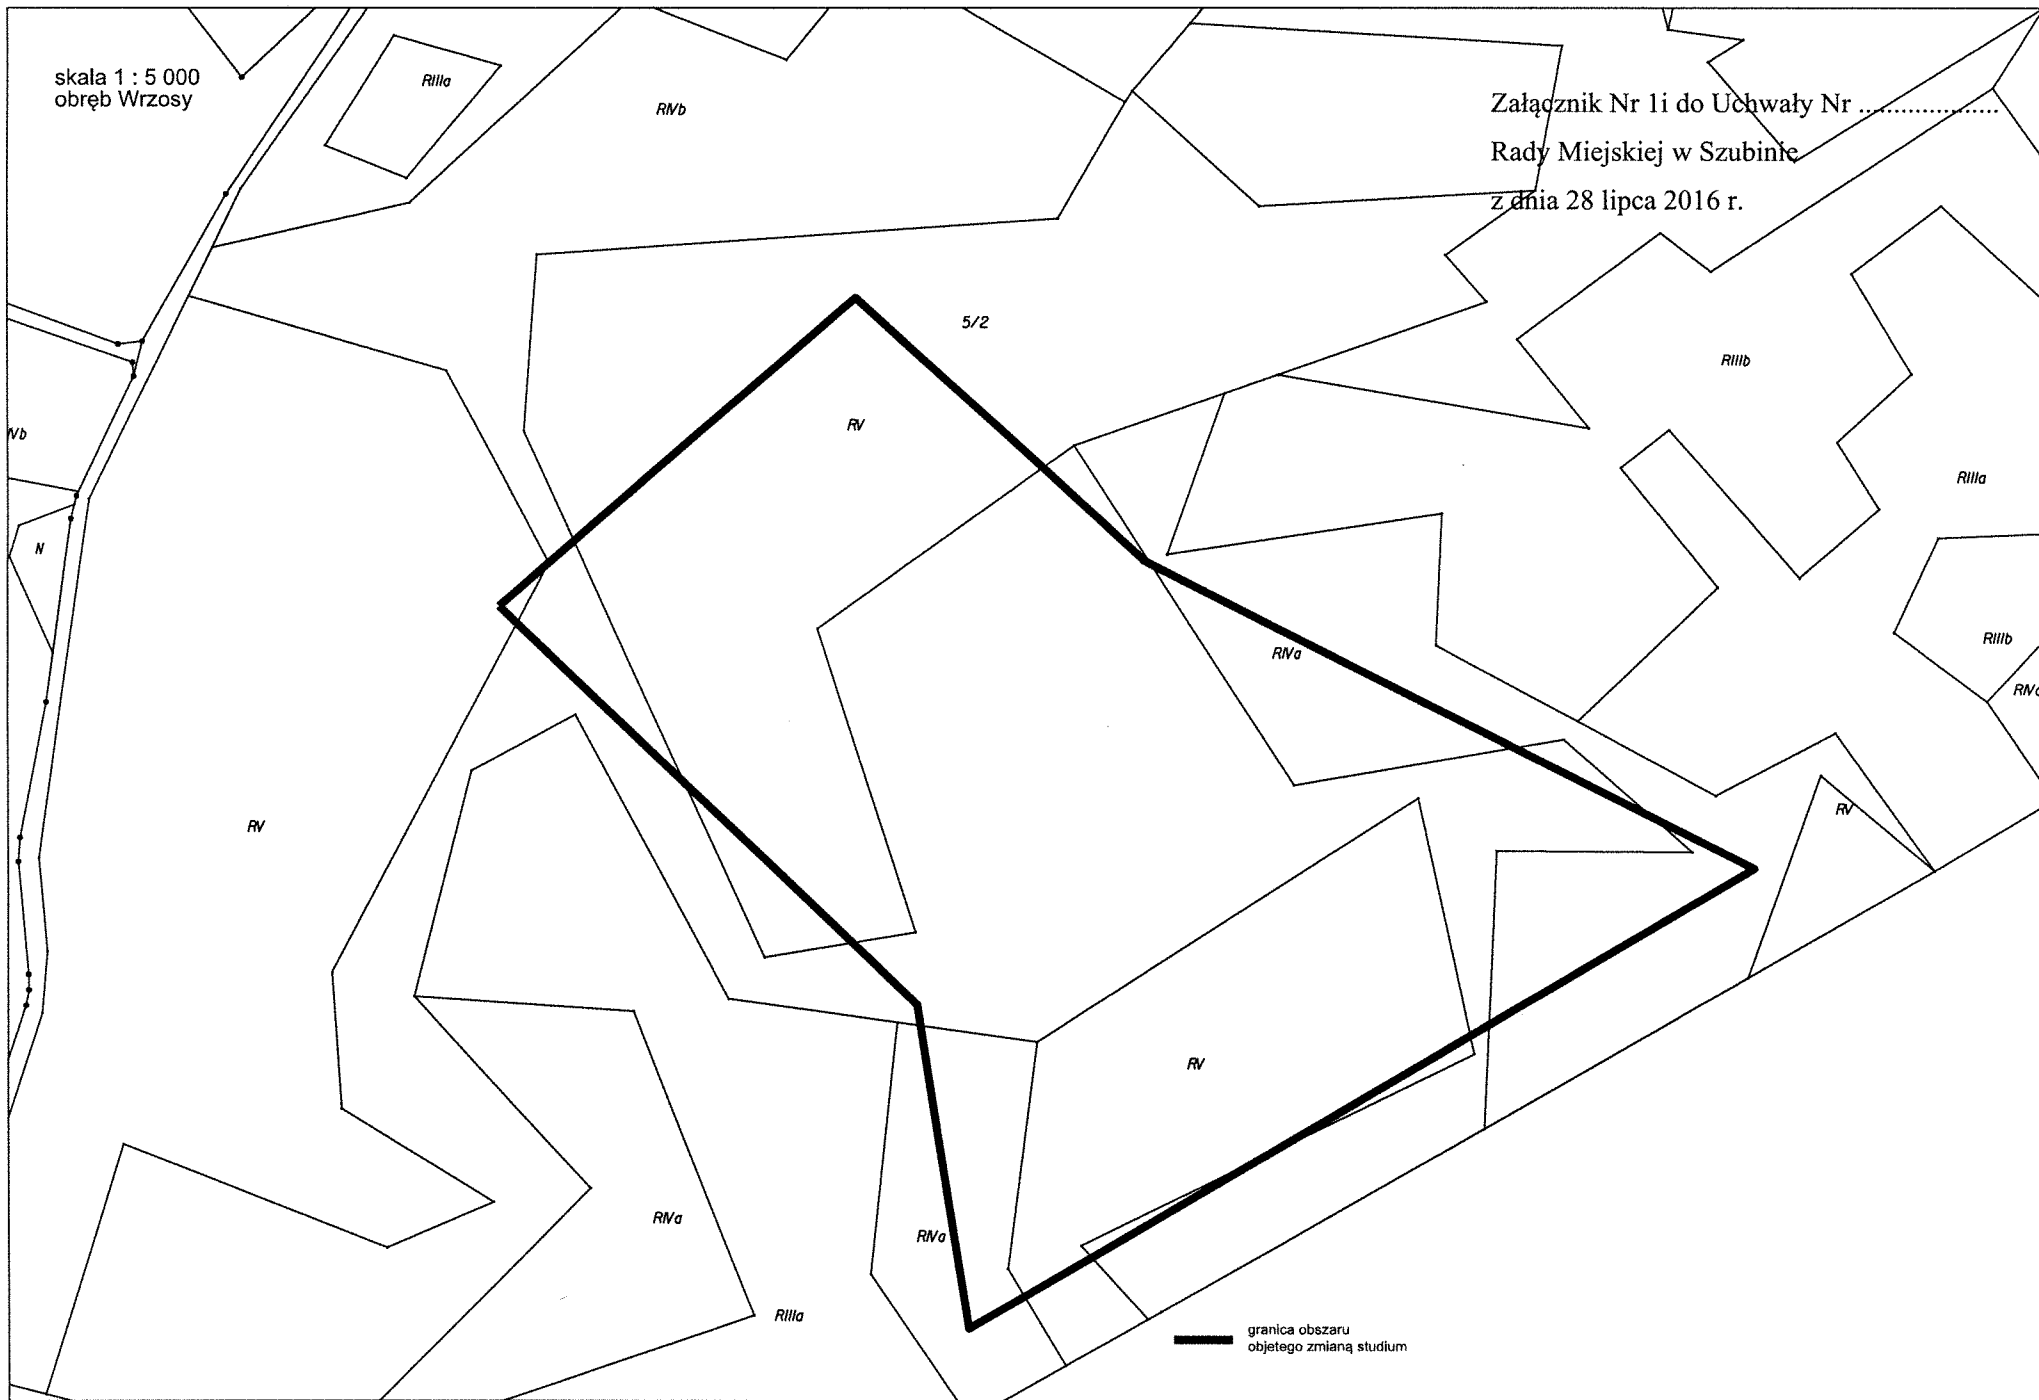 skala 1 : 5 000
obręb Wrzosy
Załącznik Nr 1i do Uchwały Nr ....................
Rady Miejskiej w Szubinie
z dnia 28 lipca 2016 r.
RIIIa
RIVb
5/2
RIIIb
RV
IVb
RIIIa
N
RIIIb
RIVa
RIVa
RV
RV
RV
RIVa
RIVa
RIIIa
granica obszaru
objetego zmianą studium